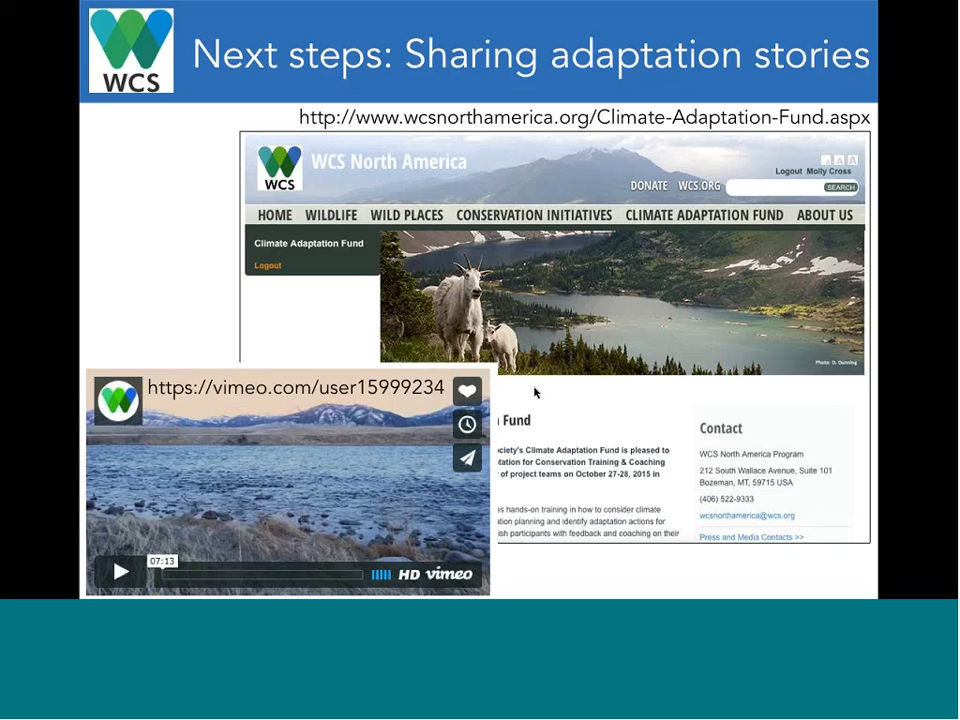 WCS
Next steps: Sharing adaptation stories
http://www.wcsnorthamerica.org/Climate-Adaptation-Fund.aspx
WCS
WCS North America
A A
Logout Molly Cross
DONATE WCS.ORG SEARCH
HOME WILDLIFE WILD PLACES CONSERVATION INITIATIVES CLIMATE ADAPTATION FUND ABOUT US
Climate Adaptation Fund
Logout
Photo: D. Dunning
https://vimeo.com/user15999234
07:13
HD vimeo
Fund
ociety's Climate Adaptation Fund is pleased to
tation for Conservation Training & Coaching
of project teams on October 27-28, 2015 in
es hands-on training in how to consider climate
tion planning and identify adaptation actions for
ish participants with feedback and coaching on their
Contact
WCS North America Program
212 South Wallace Avenue, Suite 101
Bozeman, MT, 59715 USA
(406) 522-9333
wcsnorthamerica@wcs.org
Press and Media Contacts >>